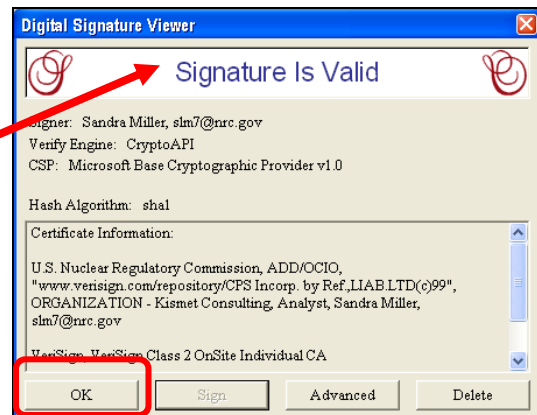 Digital Signature Viewer
Signature Is Valid
Signer: Sandra Miller, slm7@nrc.gov
Verify Engine: CryptoAPI
CSP: Microsoft Base Cryptographic Provider v1.0
Hash Algorithm: sha1
Certificate Information:
U.S. Nuclear Regulatory Commission, ADD/OCIO,
"www.verisign.com/repository/CPS Incorp. by Ref.,LIAB.LTD(c)99",
ORGANIZATION - Kismet Consulting, Analyst, Sandra Miller,
slm7@nrc.gov
VeriSign, VeriSign Class 2 OnSite Individual CA
OK Sign Advanced Delete